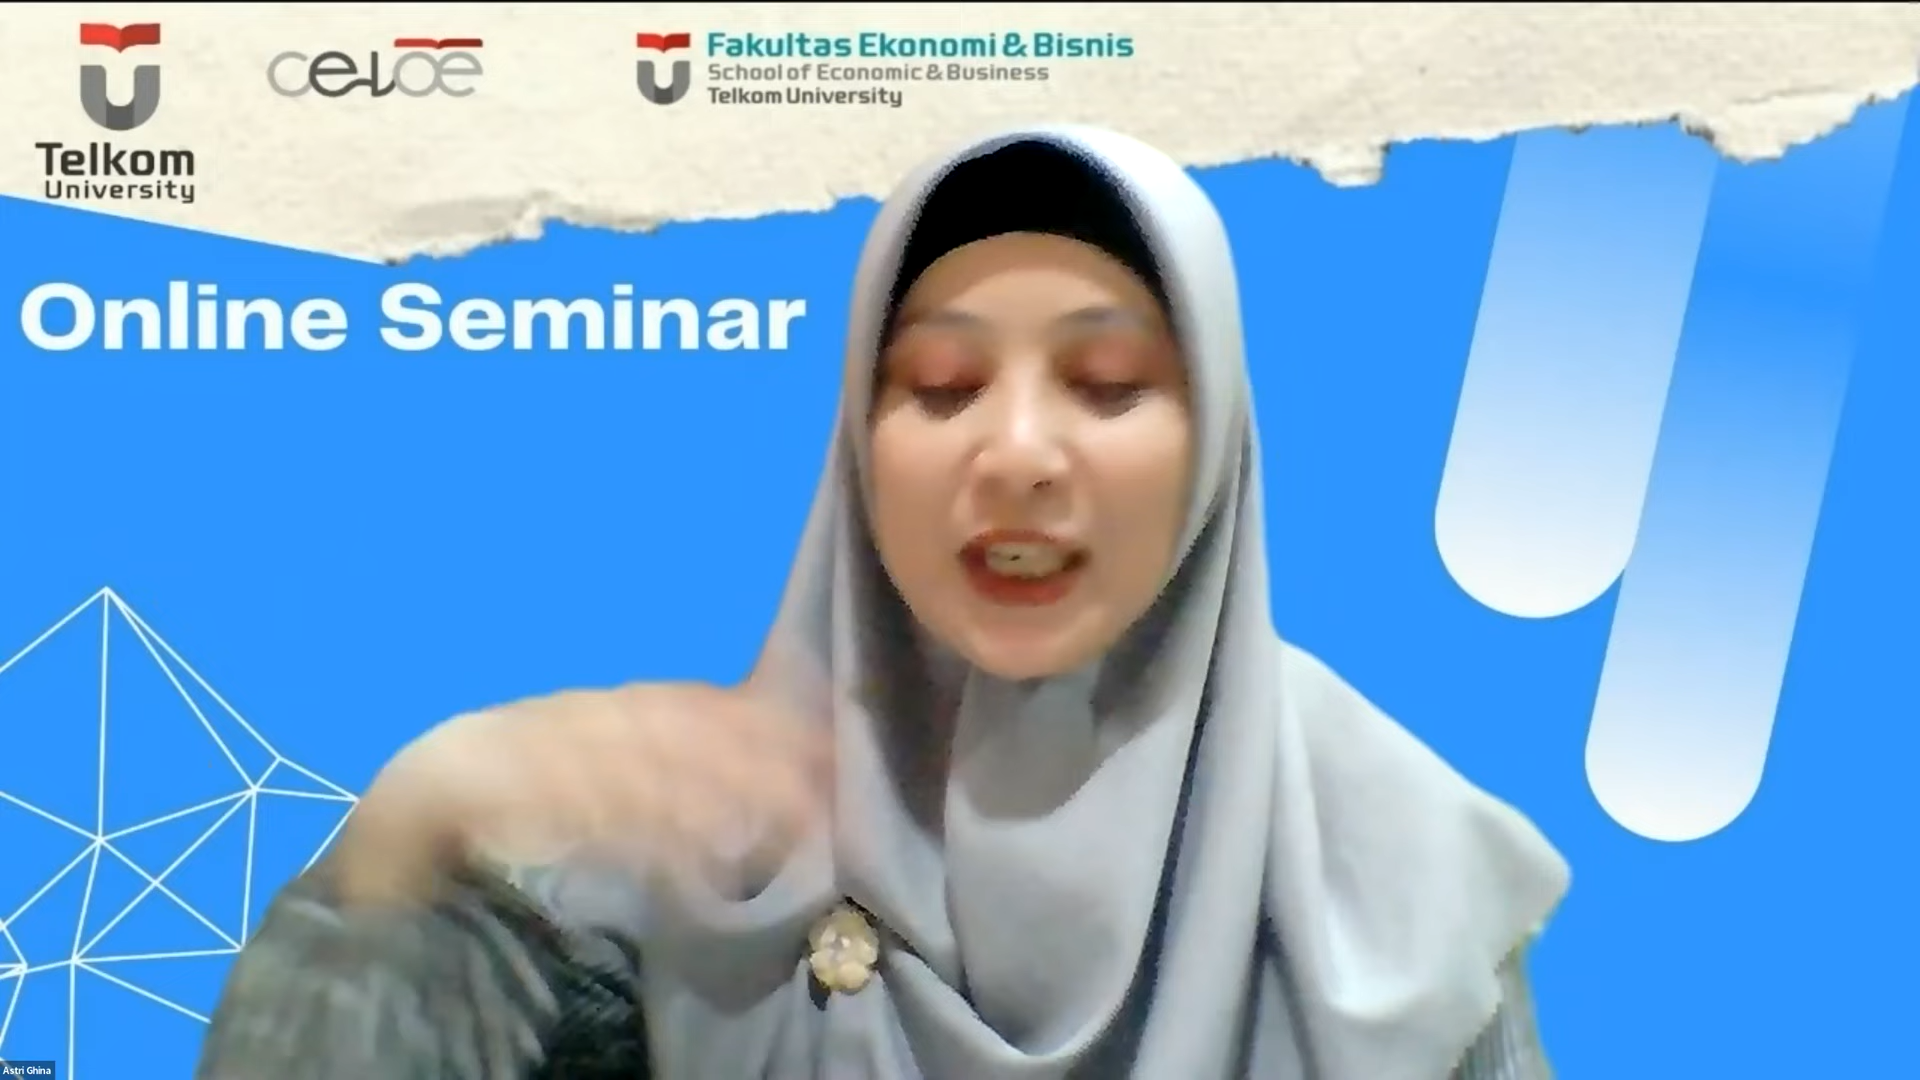 Telkom
University
celoe
Fakultas Ekonomi & Bisnis
School of Economic & Business
Telkom University
Online Seminar
Astri Ghina